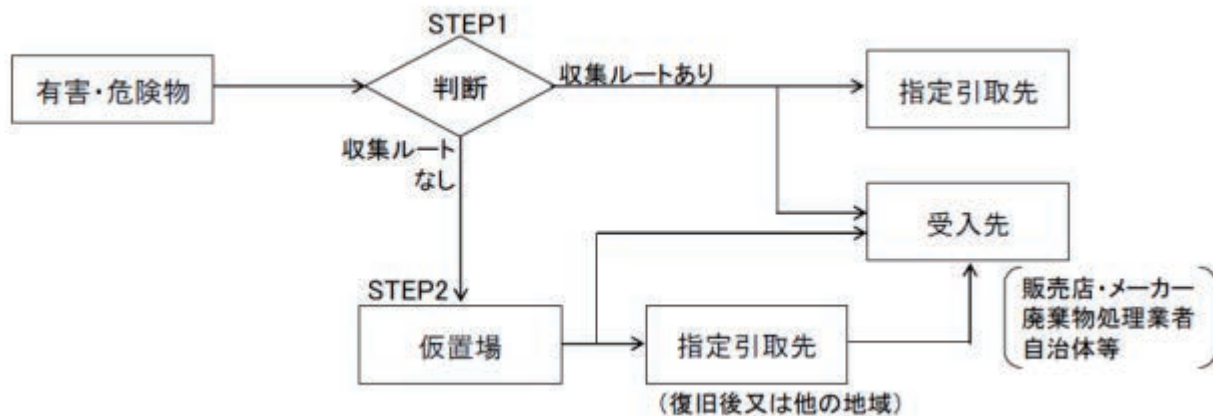 STEP1
有害・危険物
判断
収集ルートあり
指定引取先
収集ルート
なし
受入先
STEP2
仮置場
指定引取先
(復旧後又は他の地域)
販売店・メーカー
廃棄物処理業者
自治体等